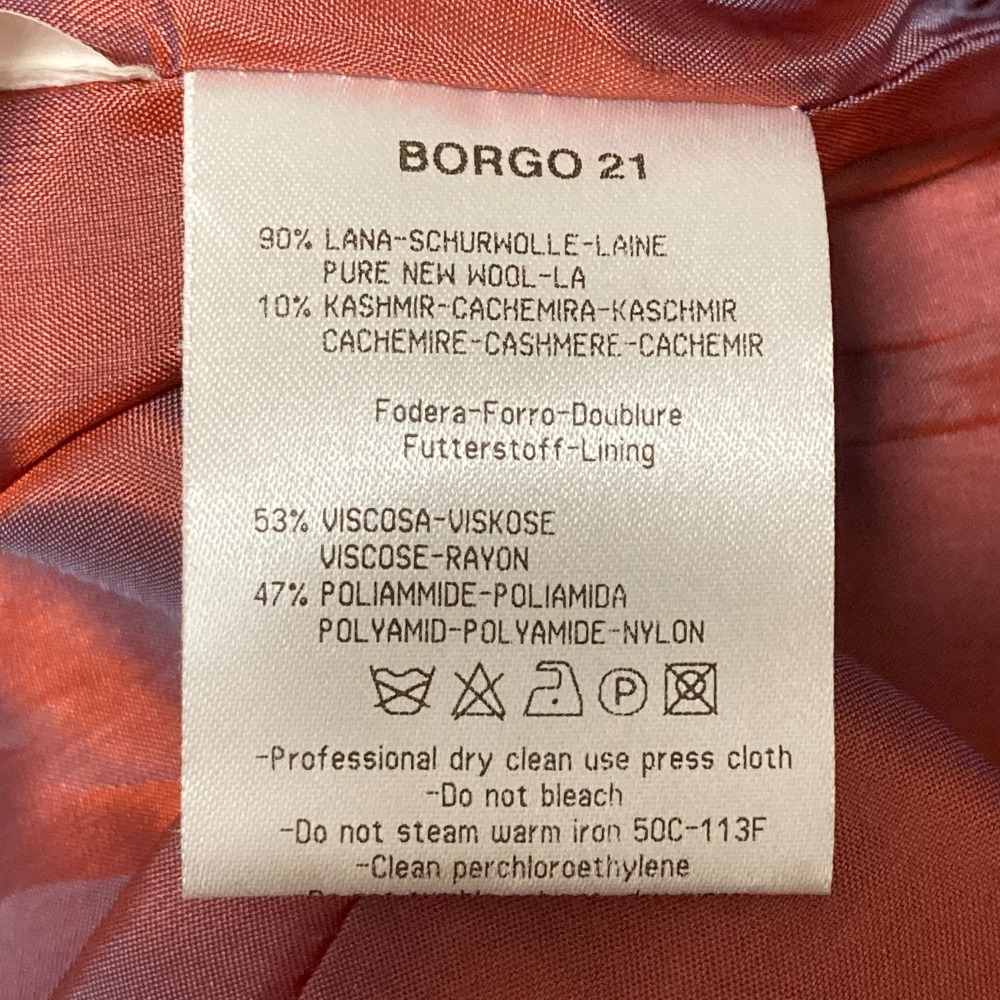 BORGO 21
90% LANA-SCHURWOLLE-LAINE
PURE NEW WOOL-LA
10% KASHMIR-CACHEMIRA-KASCHMIR
CACHEMIRE-CASHMERE-CACHEMIR
Fodera-Forro-Doublure
Futterstoff-Lining
53% VISCOSA-VISKOSE
VISCOSE-RAYON
47% POLIAMMIDE-POLIAMIDA
POLYAMID-POLYAMIDE-NYLON
P
-Professional dry clean use press cloth
-Do not bleach
-Do not steam warm iron 50C-113F
-Clean perchloroethylene